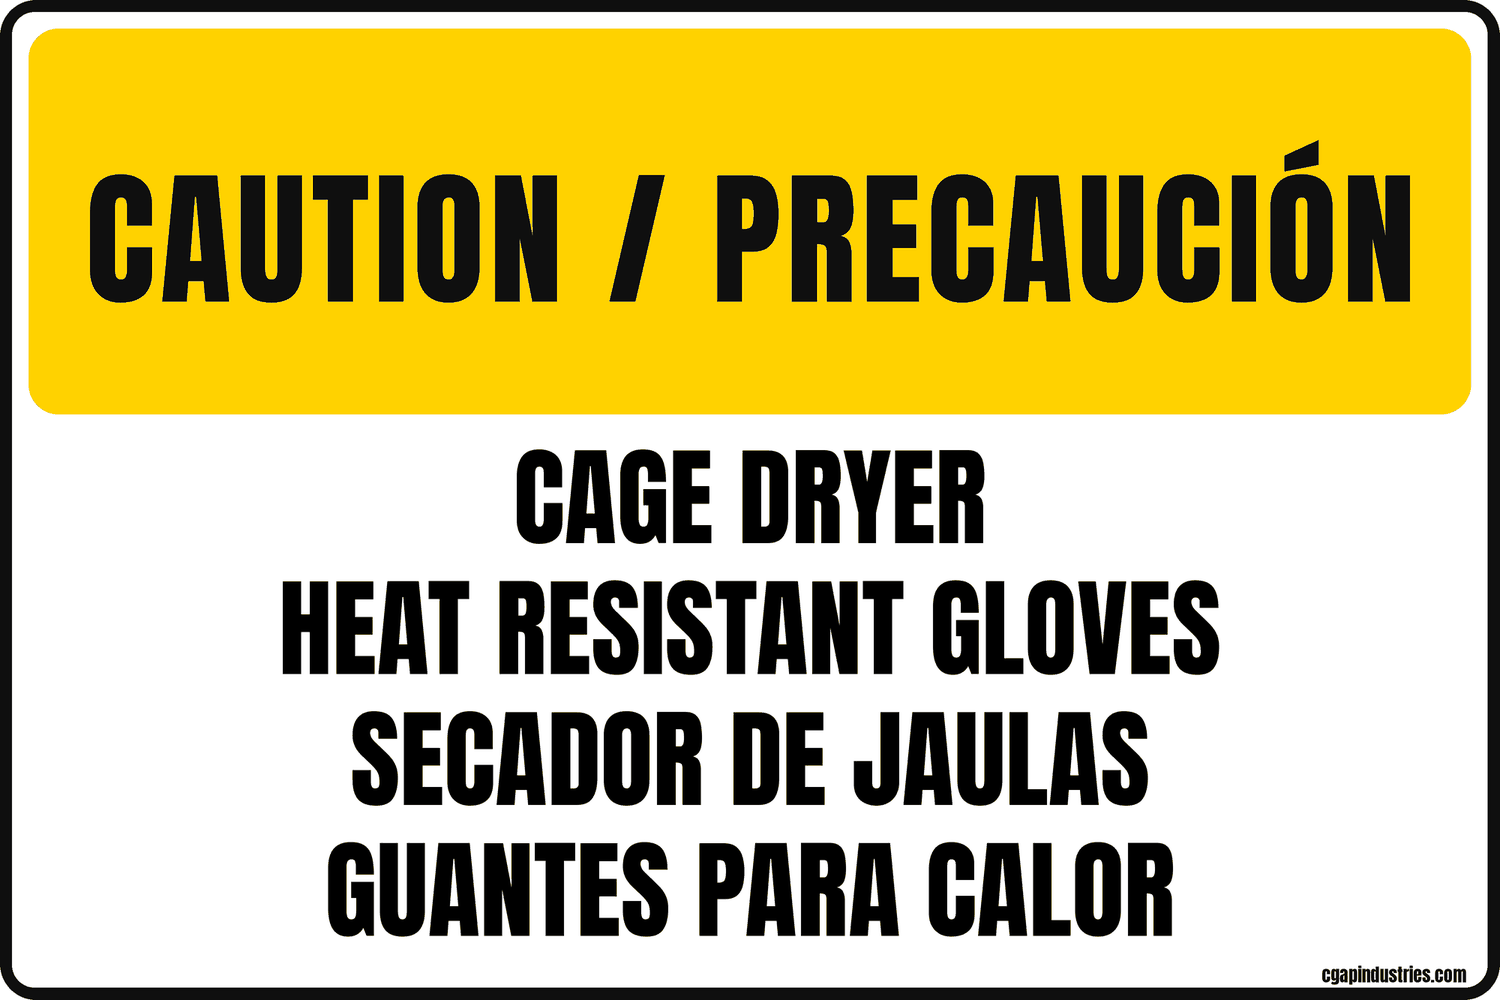 CAUTION / PRECAUCIÓN
CAGE DRYER
HEAT RESISTANT GLOVES
SECADOR DE JAULAS
GUANTES PARA CALOR
cgapindustries.com